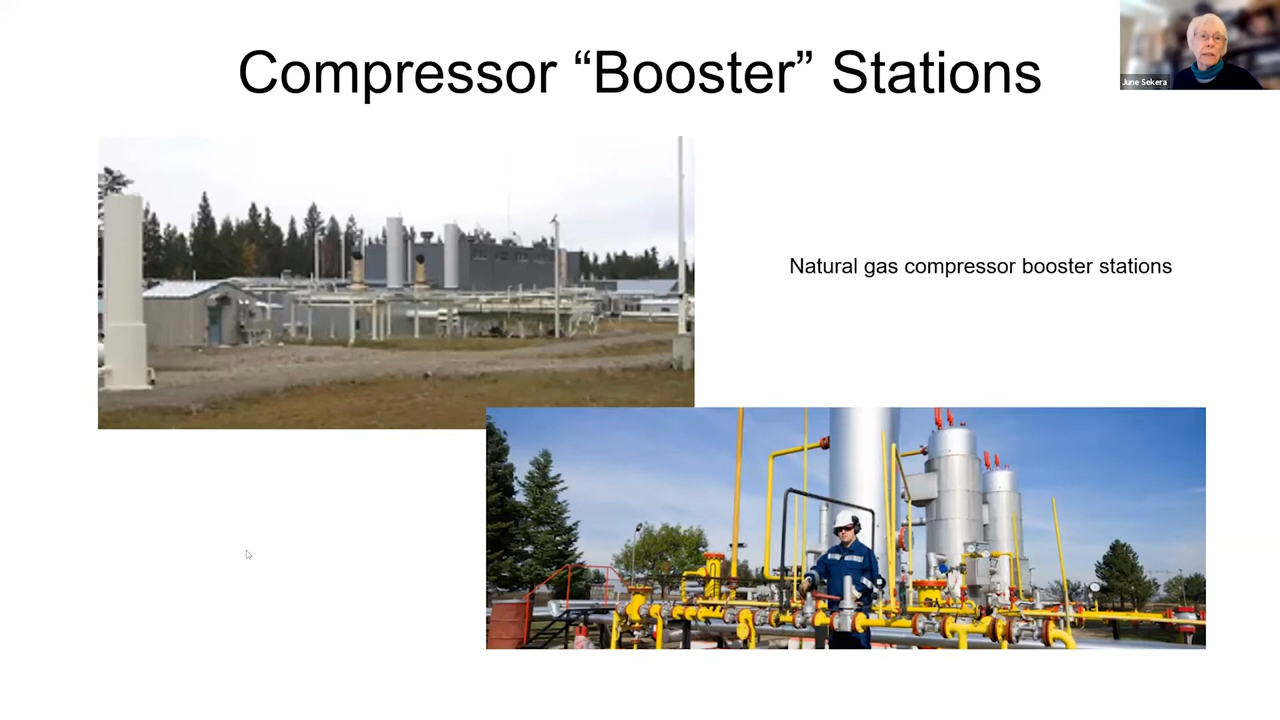 Compressor “Booster” Stations
June Sekera
Natural gas compressor booster stations